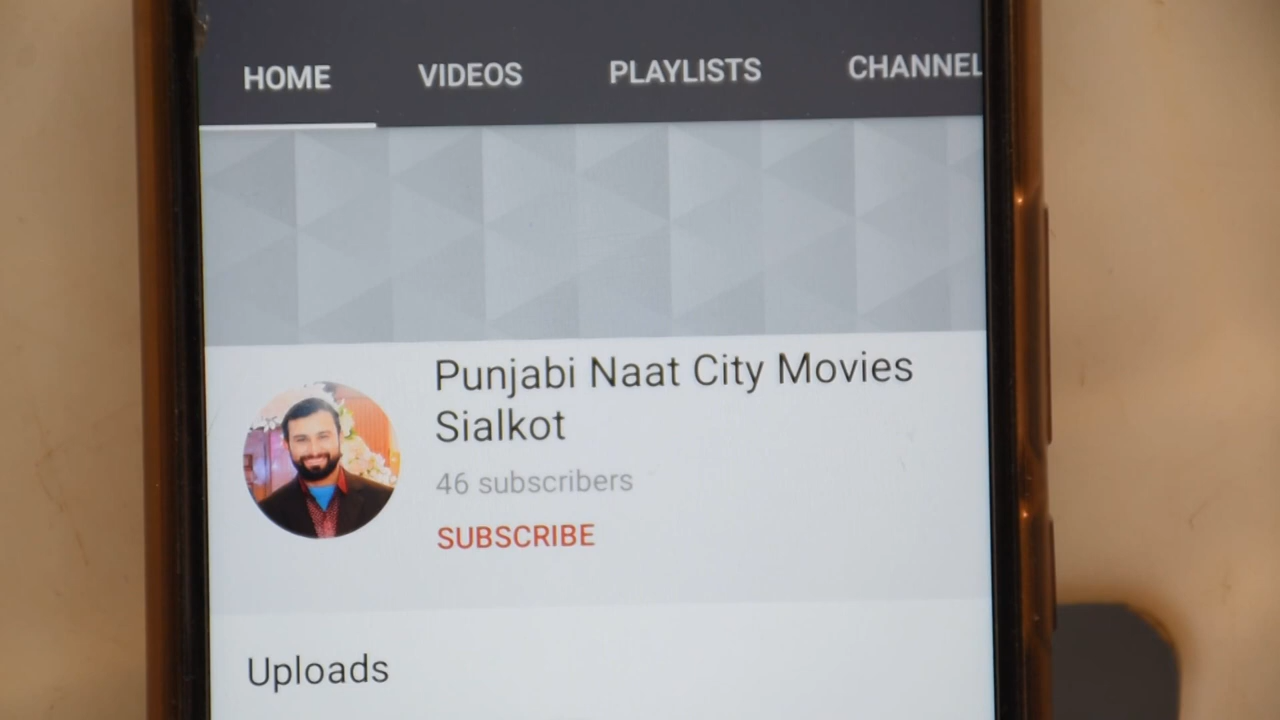 HOME VIDEOS PLAYLISTS CHANNEL
Punjabi Naat City Movies
Sialkot
46 subscribers
SUBSCRIBE
Uploads